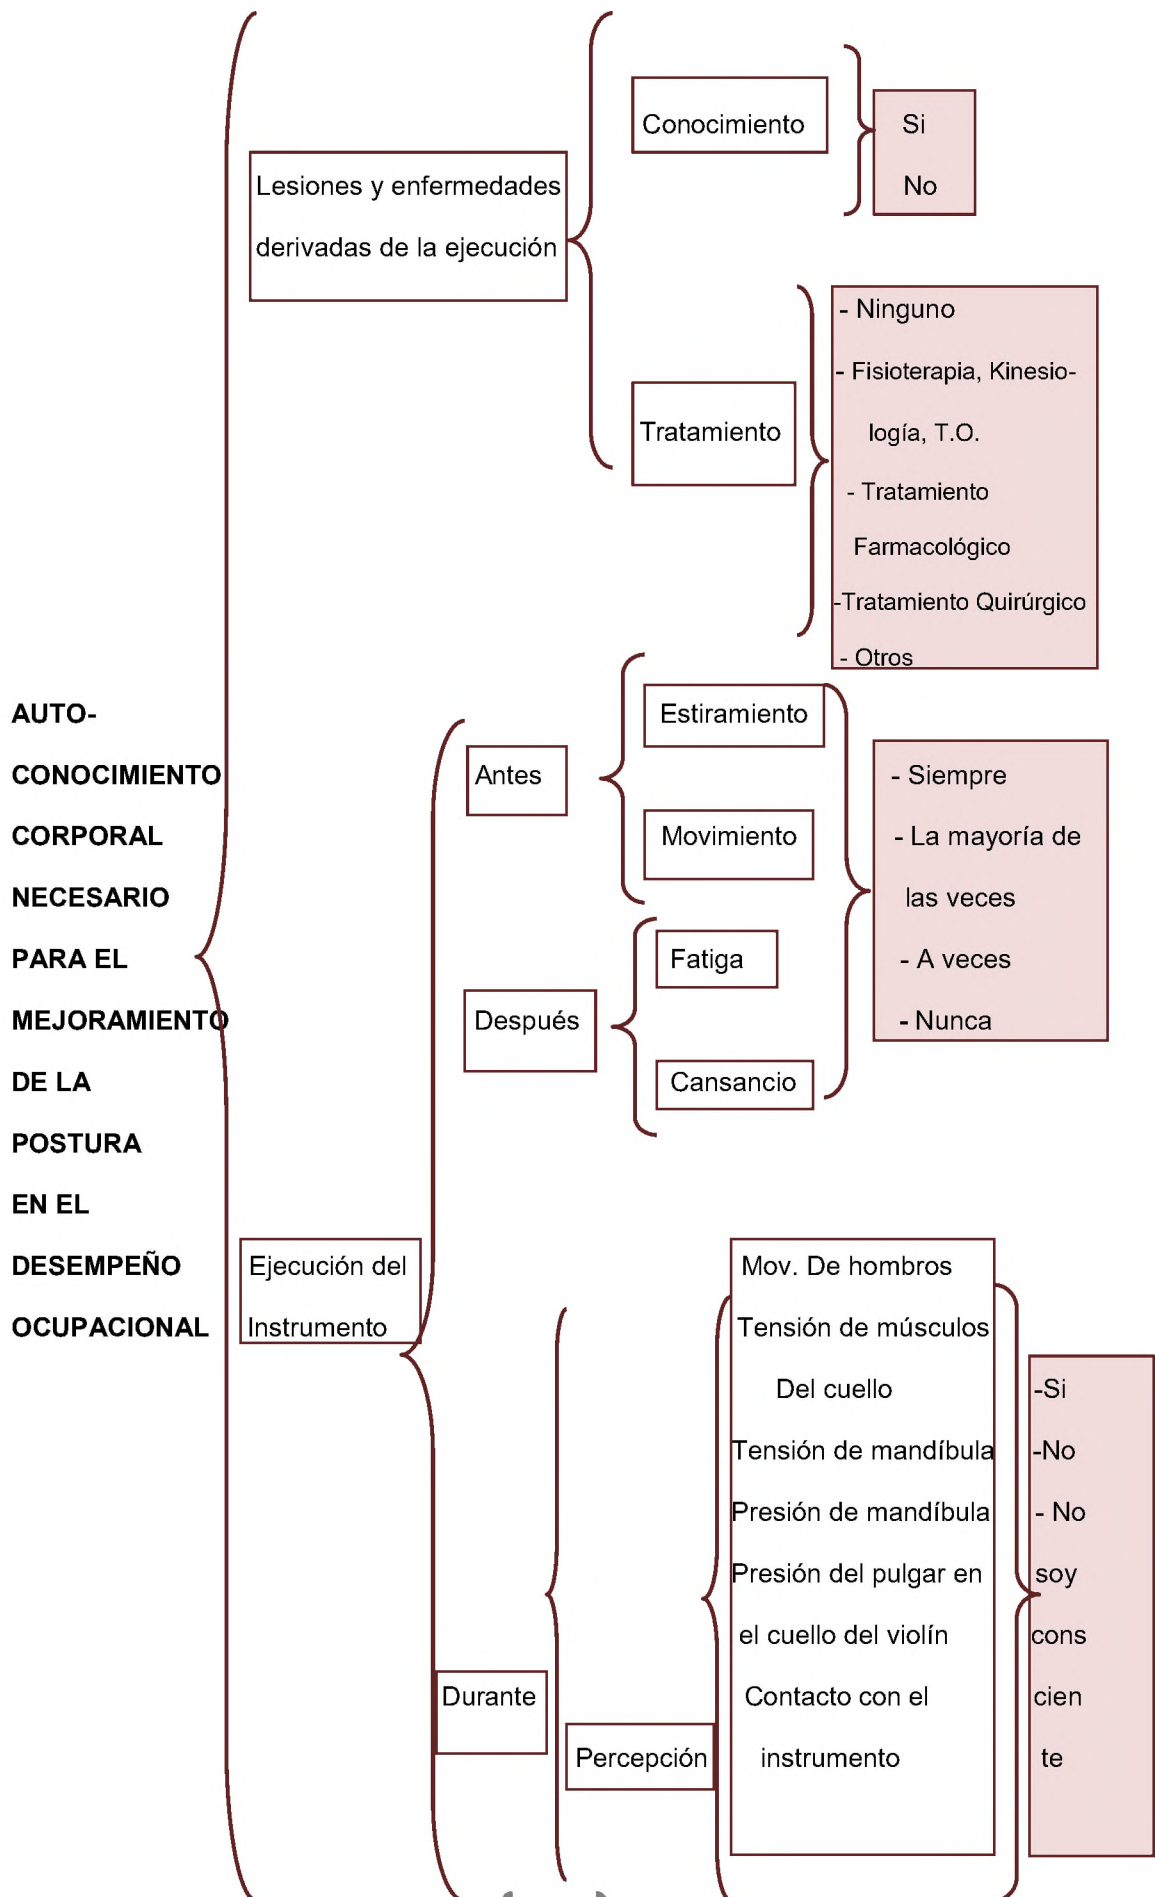 Conocimiento
Si
No
Lesiones y enfermedades
derivadas de la ejecución
- Ninguno
- Fisioterapia, Kinesio-
logía, T.O.
Tratamiento
- Tratamiento
Farmacológico
-Tratamiento Quirúrgico
- Otros
AUTO-
CONOCIMIENTO
CORPORAL
NECESARIO
PARA EL
MEJORAMIENTO
DE LA
POSTURA
EN EL
DESEMPEÑO
OCUPACIONAL
Antes
Estiramiento
Movimiento
Después
Fatiga
Cansancio
- Siempre
- La mayoría de
las veces
- A veces
- Nunca
Ejecución del
Instrumento
Durante
Percepción
Mov. De hombros
Tensión de músculos
Del cuello
Tensión de mandíbula
Presión de mandíbula
Presión del pulgar en
el cuello del violín
Contacto con el
instrumento
-Si
-No
- No
soy
cons
cien
te